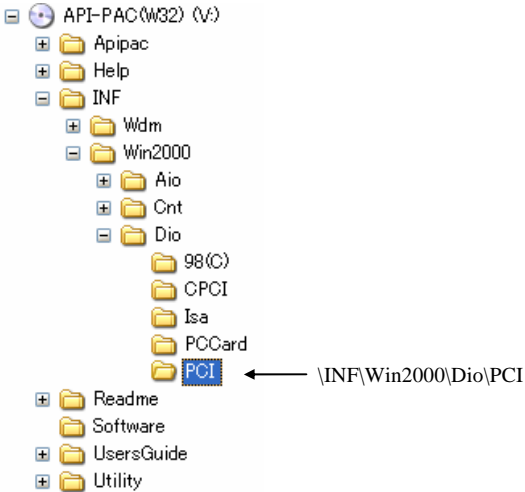 API-PAC(W32) (V:)
Apipac
Help
INF
Wdm
Win2000
Aio
Cnt
Dio
98(C)
CPCI
Isa
PCCard
PCI \INF\Win2000\Dio\PCI
Readme
Software
UsersGuide
Utility